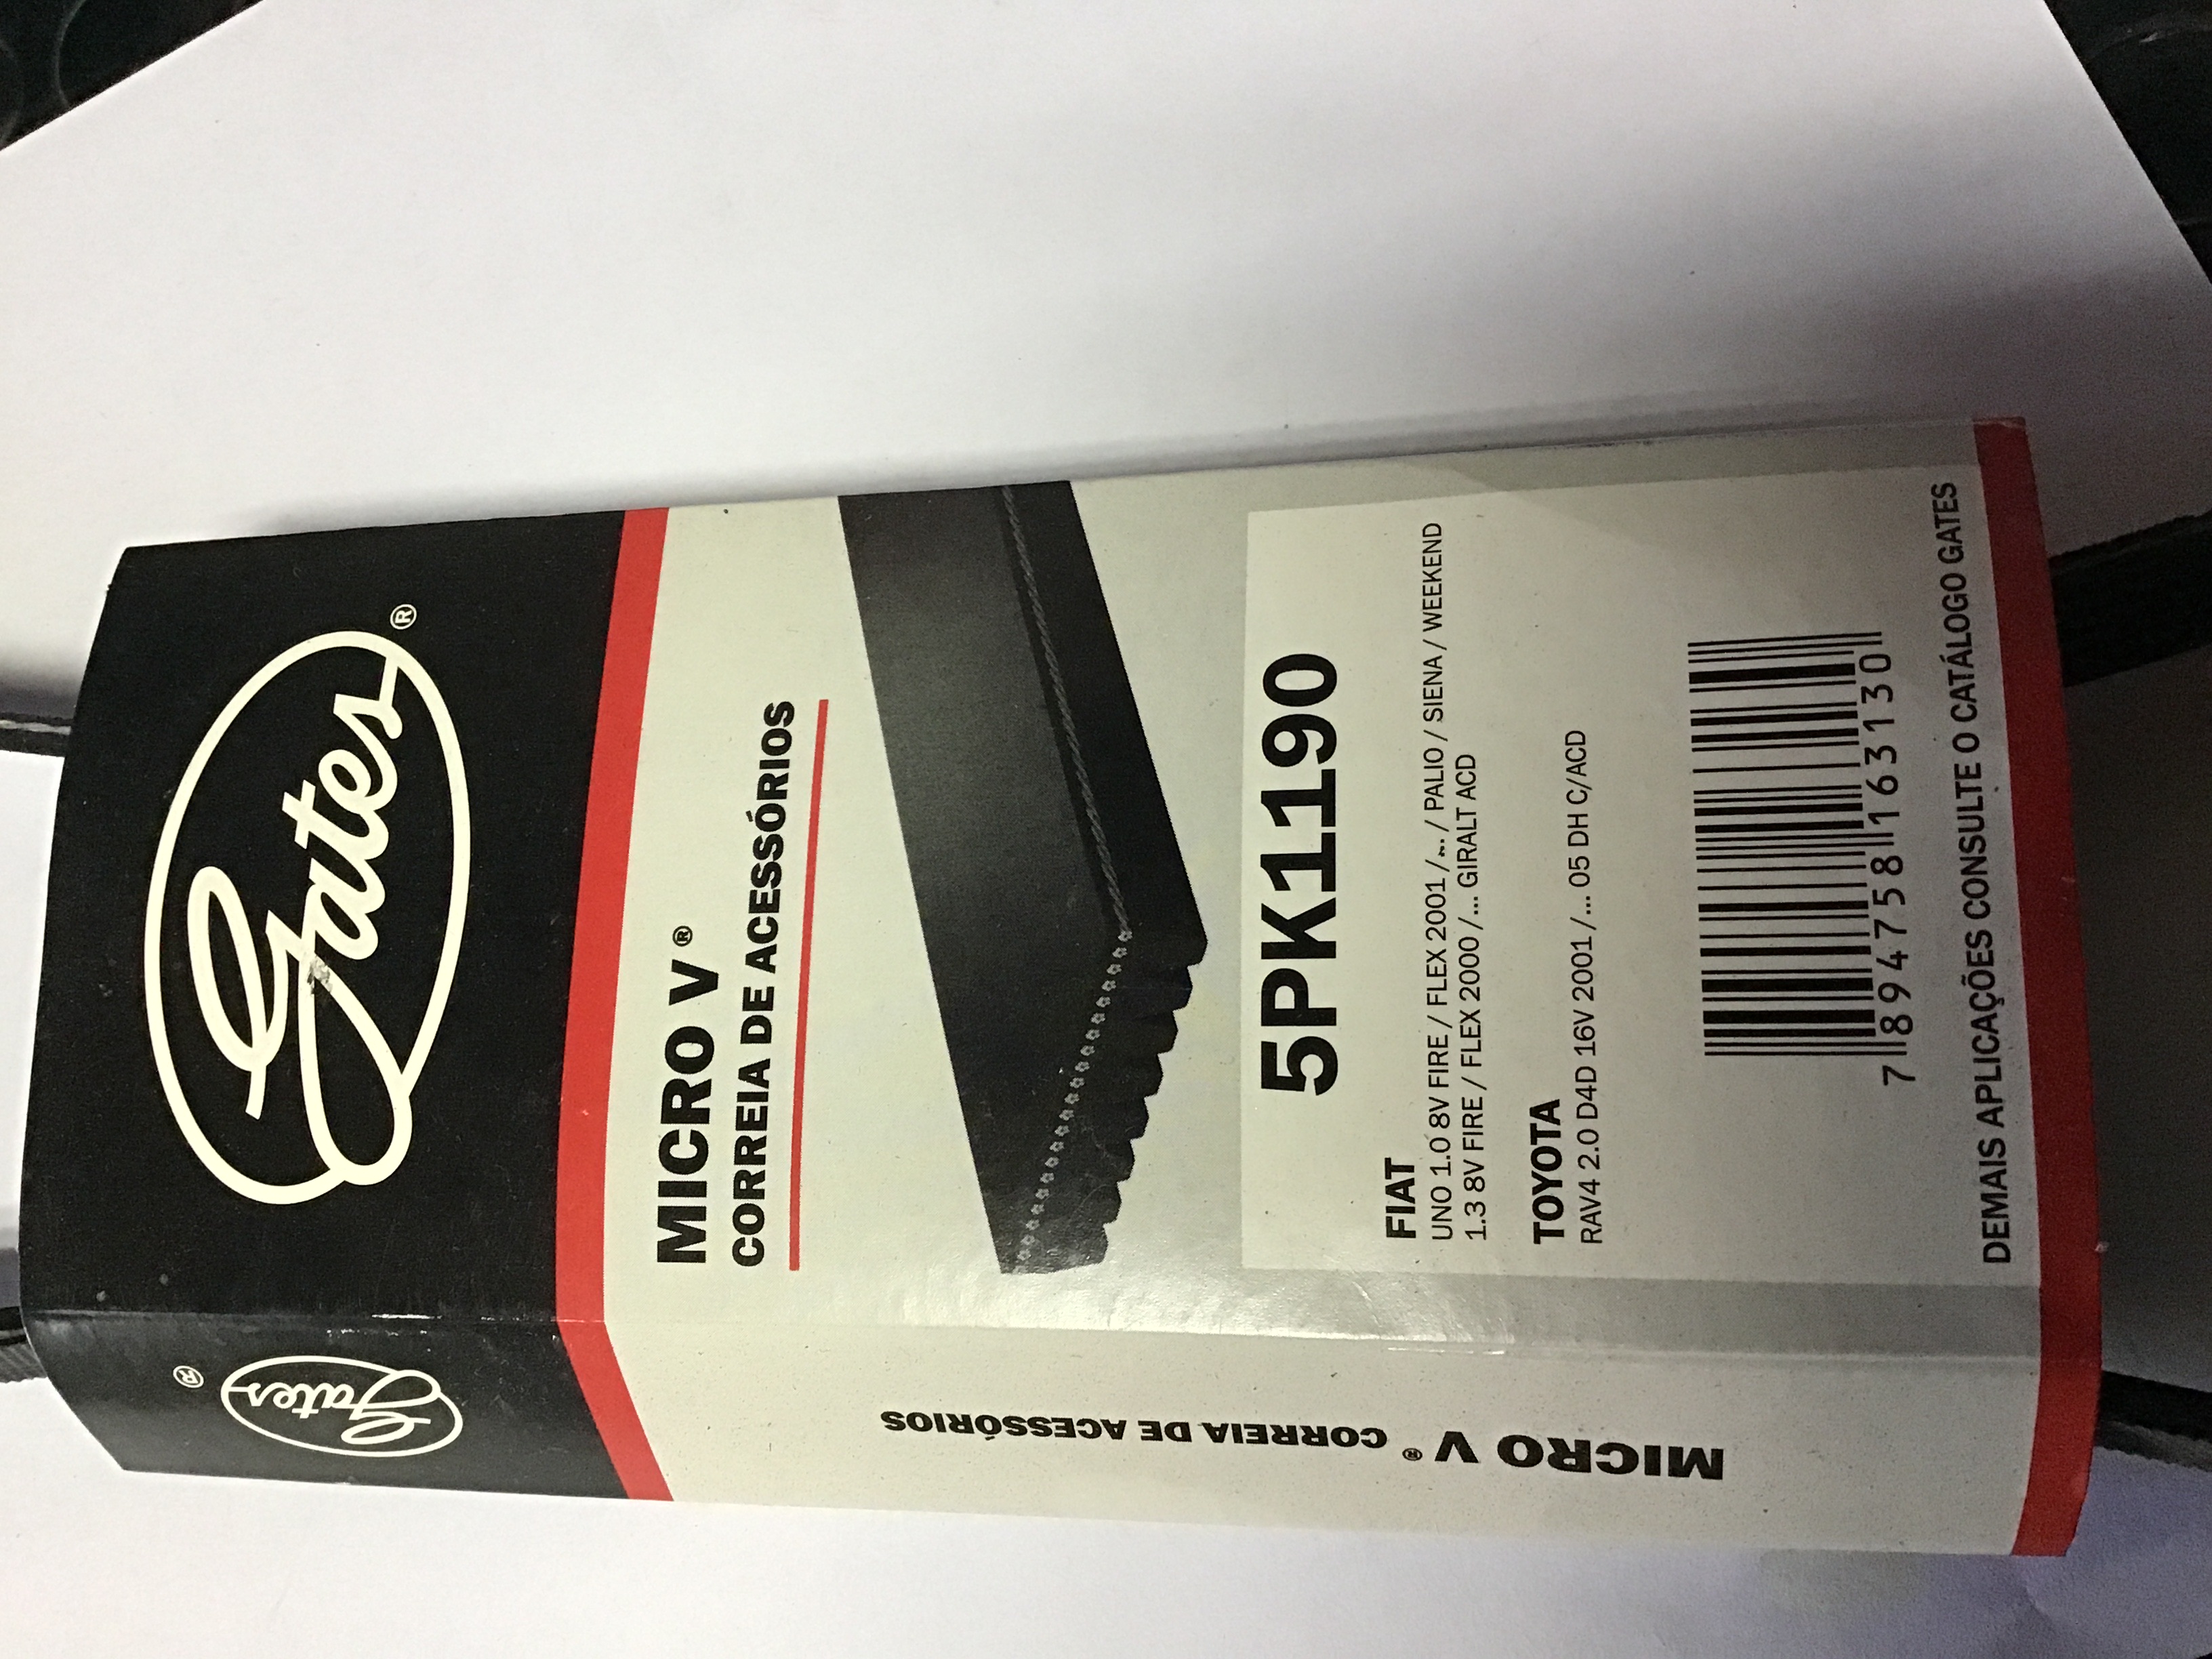 Gates®
MICRO V®
CORREIA DE ACESSÓRIOS
5PK1190
FIAT
UNO 1.0 8V FIRE / FLEX 2001 /... / PALIO / SIENA / WEEKEND
1.3 8V FIRE / FLEX 2000 /... GIRALT ACD
TOYOTA
RAV4 2.0 D4D 16V 2001 /... 05 DH C/ACD
7 894758 163130
DEMAIS APLICAÇÕES CONSULTE O CATÁLOGO GATES
Gates®
MICRO V® CORREIA DE ACESSÓRIOS